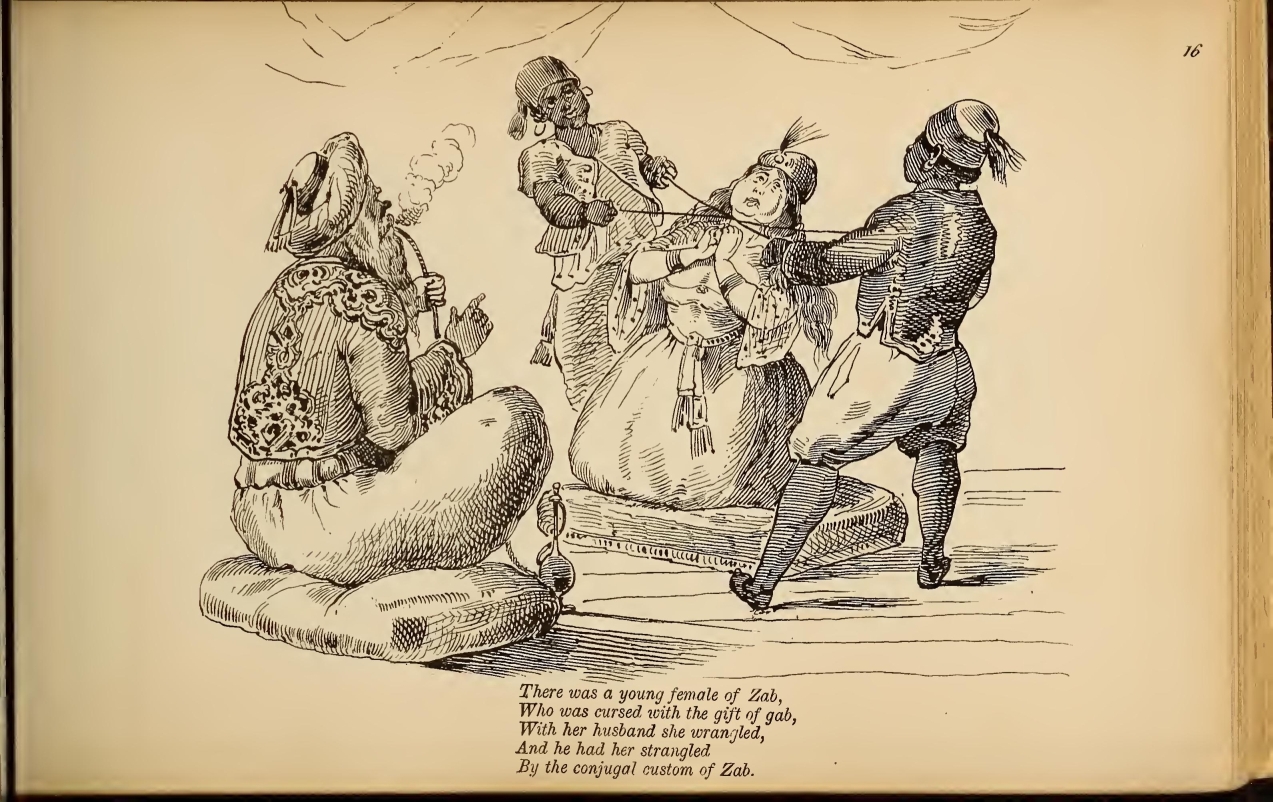 16
There was a young female of Zab,
Who was cursed with the gift of gab,
With her husband she wrangled,
And he had her strangled
By the conjugal custom of Zab.